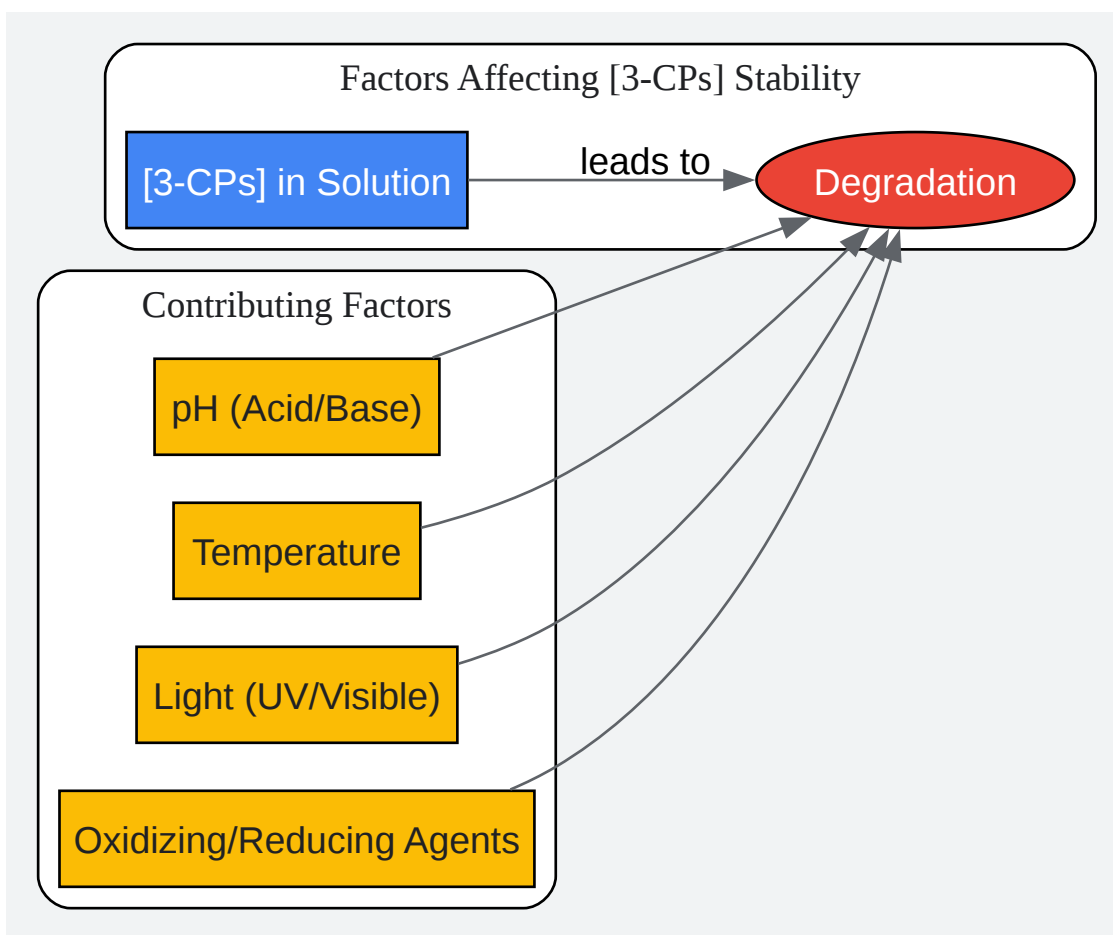 Factors Affecting [3-CPs] Stability
[3-CPs] in Solution
leads to
Degradation
Contributing Factors
pH (Acid/Base)
Temperature
Light (UV/Visible)
Oxidizing/Reducing Agents